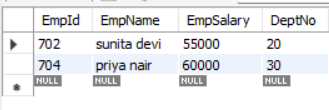 EmpId EmpName EmpSalary DeptNo
702 sunita devi 55000 20
704 priya nair 60000 30
NULL NULL NULL NULL